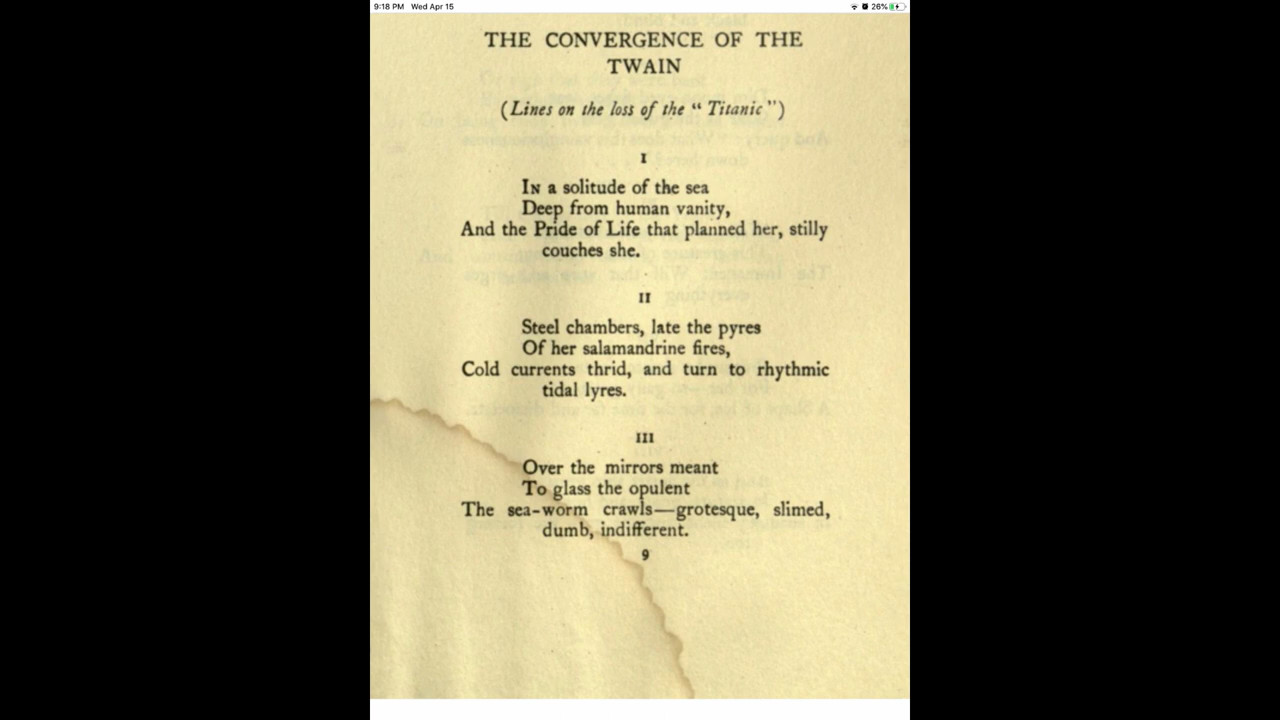 9:18 PM Wed Apr 15
26%
THE CONVERGENCE OF THE
TWAIN
(Lines on the loss of the “ Titanic ”)
I
IN a solitude of the sea
Deep from human vanity,
And the Pride of Life that planned her, stilly
couches she.
II
Steel chambers, late the pyres
Of her salamandrine fires,
Cold currents thrid, and turn to rhythmic
tidal lyres.
III
Over the mirrors meant
To glass the opulent
The sea-worm crawls—grotesque, slimed,
dumb, indifferent.
9